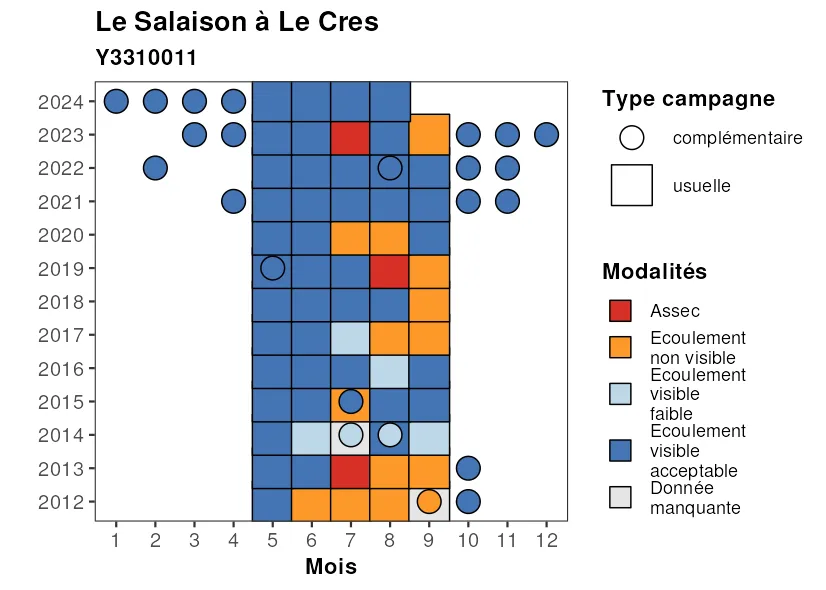 Le Salaison à Le Cres
Y3310011
2024
2023
2022
2021
2020
2019
2018
2017
2016
2015
2014
2013
2012
1 2 3 4 5 6 7 8 9 10 11 12
Mois
Type campagne
complémentaire
usuelle
Modalités
Assec
Ecoulement
non visible
Ecoulement
visible
faible
Ecoulement
visible
acceptable
Donnée
manquante